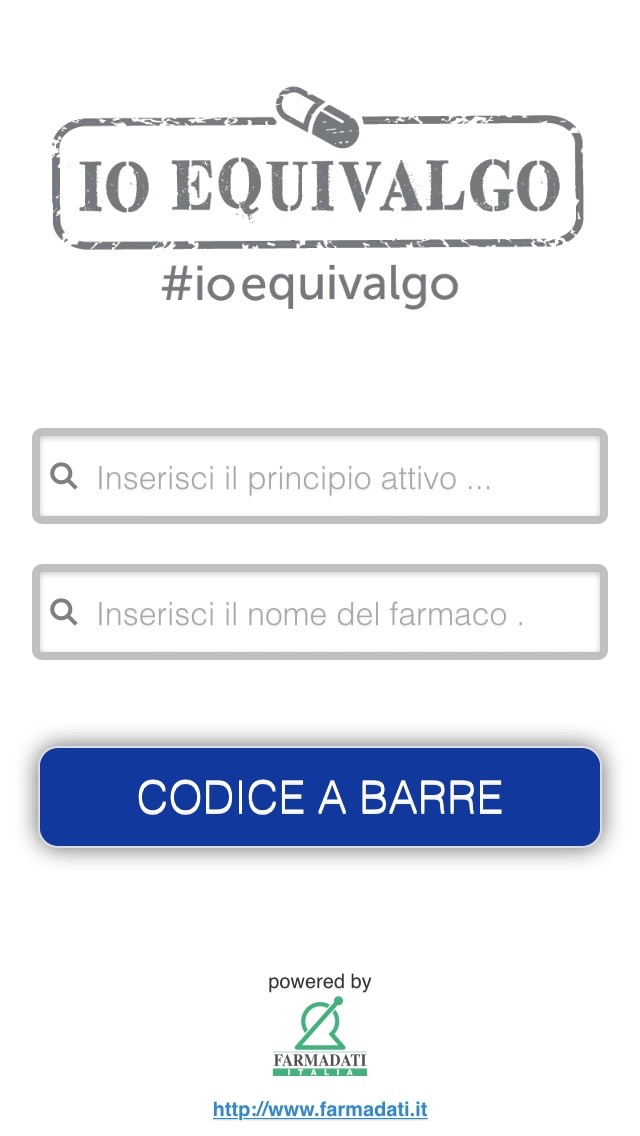 IO EQUIVALGO
#ioequivalgo
Inserisci il principio attivo ...
Inserisci il nome del farmaco .
CODICE A BARRE
powered by
FARMADATI
ITALIA
http://www.farmadati.it